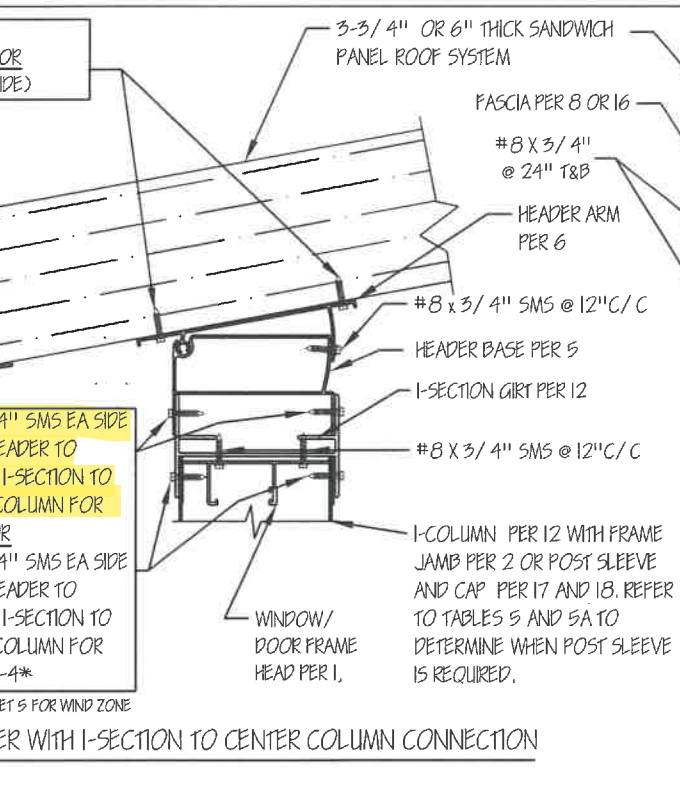 OR
IDE)
3-3/4" OR 6" THICK SANDWICH
PANEL ROOF SYSTEM
FASCIA PER 8 OR 16
#8 X 3/4"
@ 24" T&B
HEADER ARM
PER 6
#8 x 3/4" SMS @ 12"C/C
HEADER BASE PER 5
I-SECTION GIRT PER 12
#8 X 3/4" SMS @ 12"C/C
4" SMS EA SIDE
EADER TO
I-SECTION TO
COLUMN FOR
R
4" SMS EA SIDE
EADER TO
I-SECTION TO
COLUMN FOR
-4*
ET 5 FOR WIND ZONE
I-COLUMN PER 12 WITH FRAME
JAMB PER 2 OR POST SLEEVE
AND CAP PER 17 AND 18. REFER
TO TABLES 5 AND 5A TO
DETERMINE WHEN POST SLEEVE
IS REQUIRED.
WINDOW/
DOOR FRAME
HEAD PER 1.
ER WITH I-SECTION TO CENTER COLUMN CONNECTION